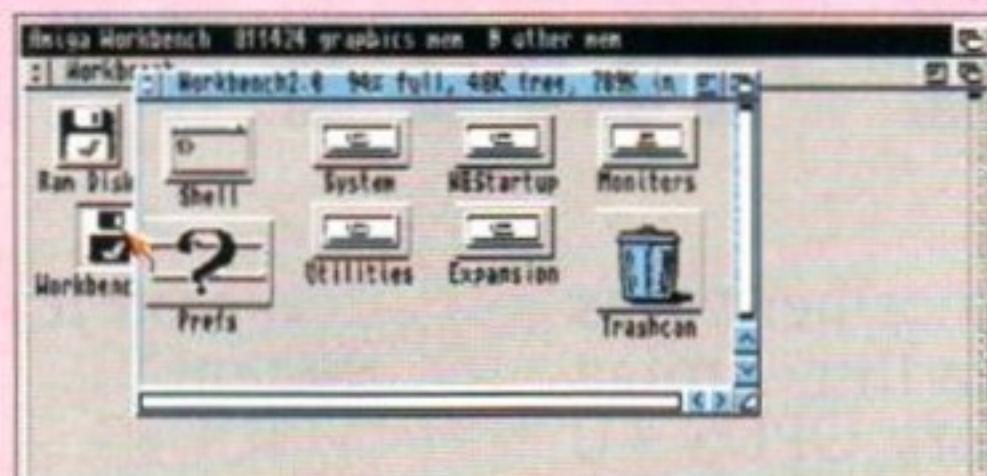 Amiga Workbench 811424 graphics mem 0 other mem
Workbench
Workbench2.0 94% full, 48K free, 789K in
Ram Disk
Shell
System
WBStartup
Monitors
Workbenc
Prefs
Utilities
Expansion
Trashcan